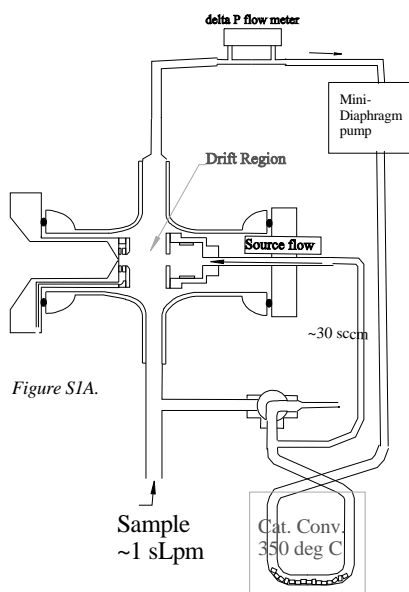 delta P flow meter
Mini-
Diaphragm
pump
Drift Region
Source flow
~30 sccm
Figure S1A.
Sample
~1 sLpm
Cat. Conv.
350 deg C